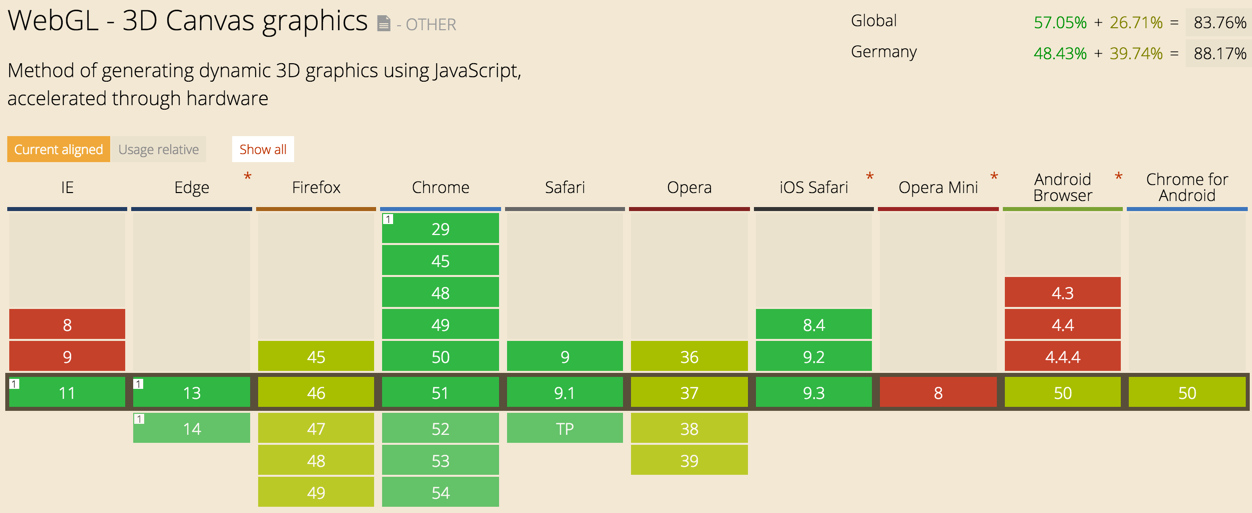 WebGL - 3D Canvas graphics - OTHER
Global 57.05% + 26.71% = 83.76%
Germany 48.43% + 39.74% = 88.17%
Method of generating dynamic 3D graphics using JavaScript,
accelerated through hardware
Current aligned Usage relative Show all
IE Edge * Firefox Chrome Safari Opera iOS Safari * Opera Mini * Android Browser * Chrome for Android
1 29
45
48 4.3
8 49 8.4 4.4
9 45 50 9 36 9.2 4.4.4
1 11 1 13 46 51 9.1 37 9.3 8 50 50
1 14 47 52 TP 38
48 53 39
49 54